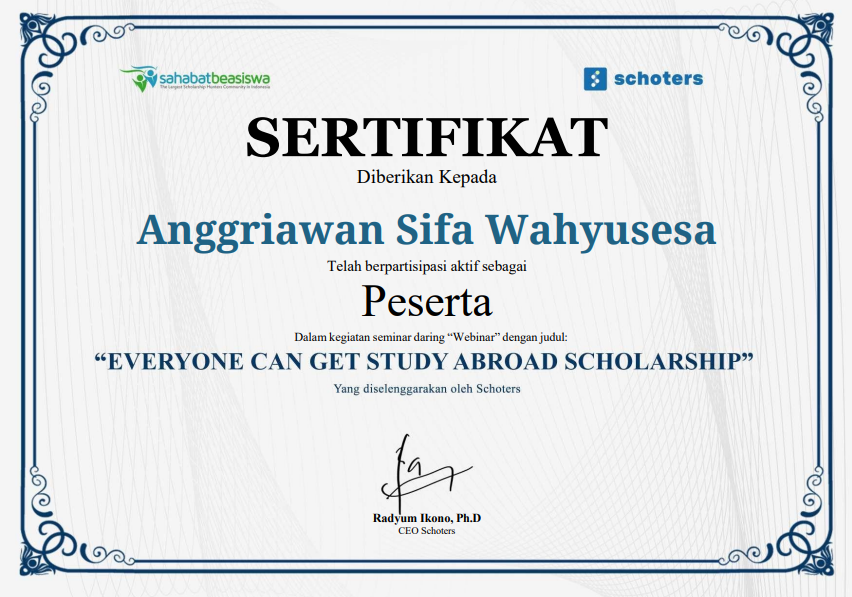 sahabatbeasiswa
The Largest Scholarship Mentors Community in Indonesia
schoters
SERTIFIKAT
Diberikan Kepada
Anggriawan Sifa Wahyusesa
Telah berpartisipasi aktif sebagai
Peserta
Dalam kegiatan seminar daring “Webinar” dengan judul:
“EVERYONE CAN GET STUDY ABROAD SCHOLARSHIP”
Yang diselenggarakan oleh Schoters
Radyum Ikono, Ph.D
CEO Schoters